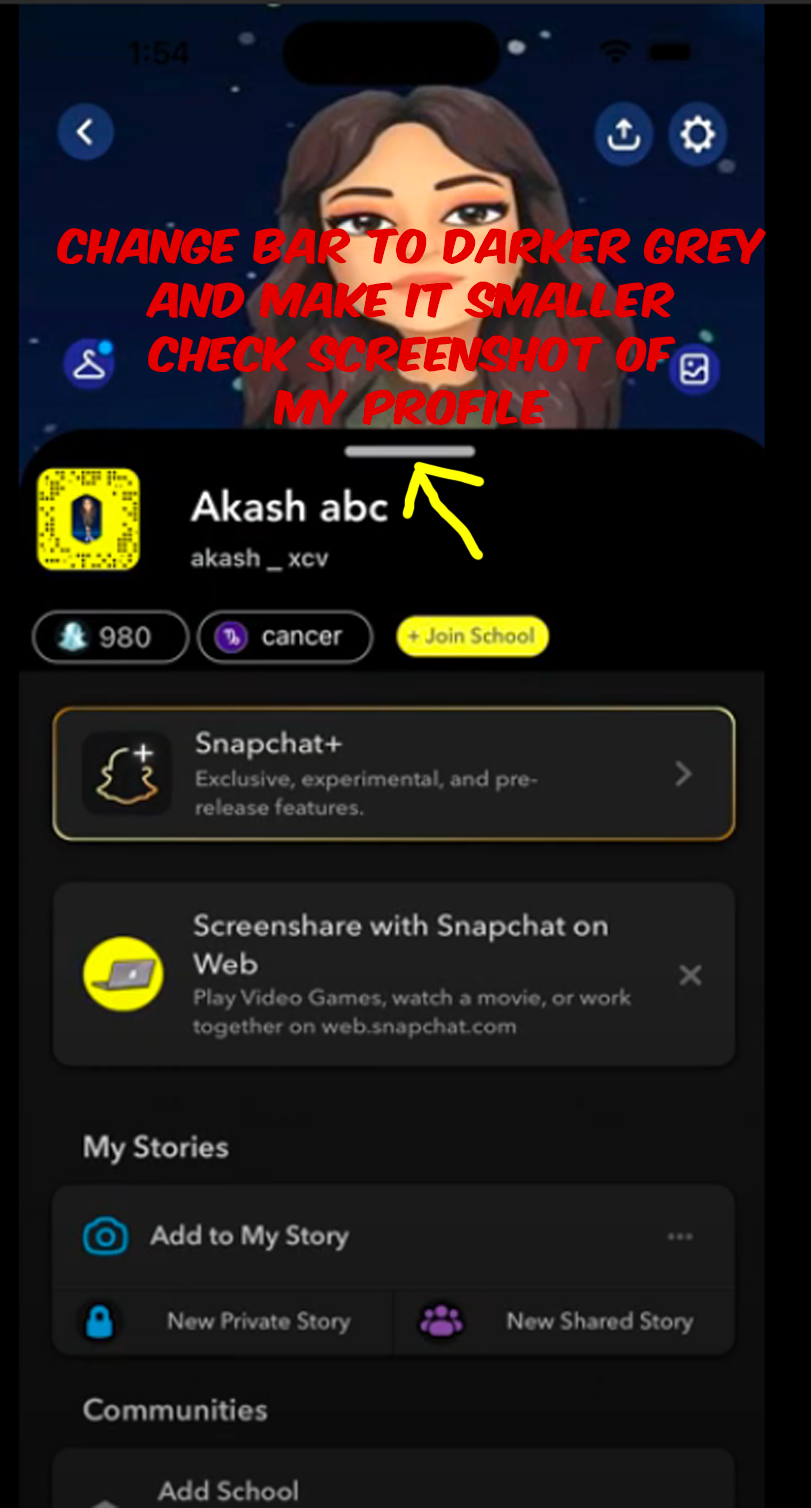 1:54
CHANGE BAR TO DARKER GREY
AND MAKE IT SMALLER
CHECK SCREENSHOT OF
MY PROFILE
Akash abc
akash _ xcv
980
cancer
+ Join School
Snapchat+
Exclusive, experimental, and pre-
release features.
Screenshare with Snapchat on
Web
Play Video Games, watch a movie, or work
together on web.snapchat.com
My Stories
Add to My Story
New Private Story
New Shared Story
Communities
Add School